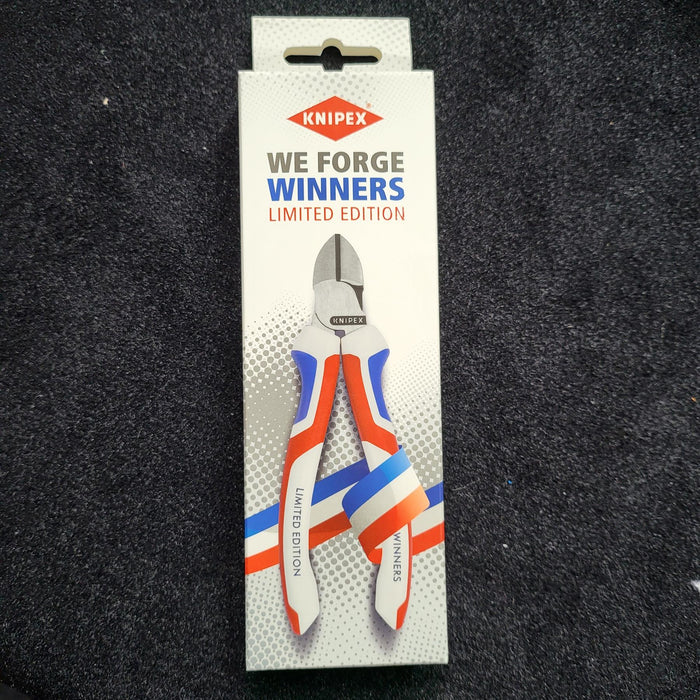 KNIPEX®
WE FORGE
WINNERS
LIMITED EDITION
KNIPEX
LIMITED EDITION
WINNERS